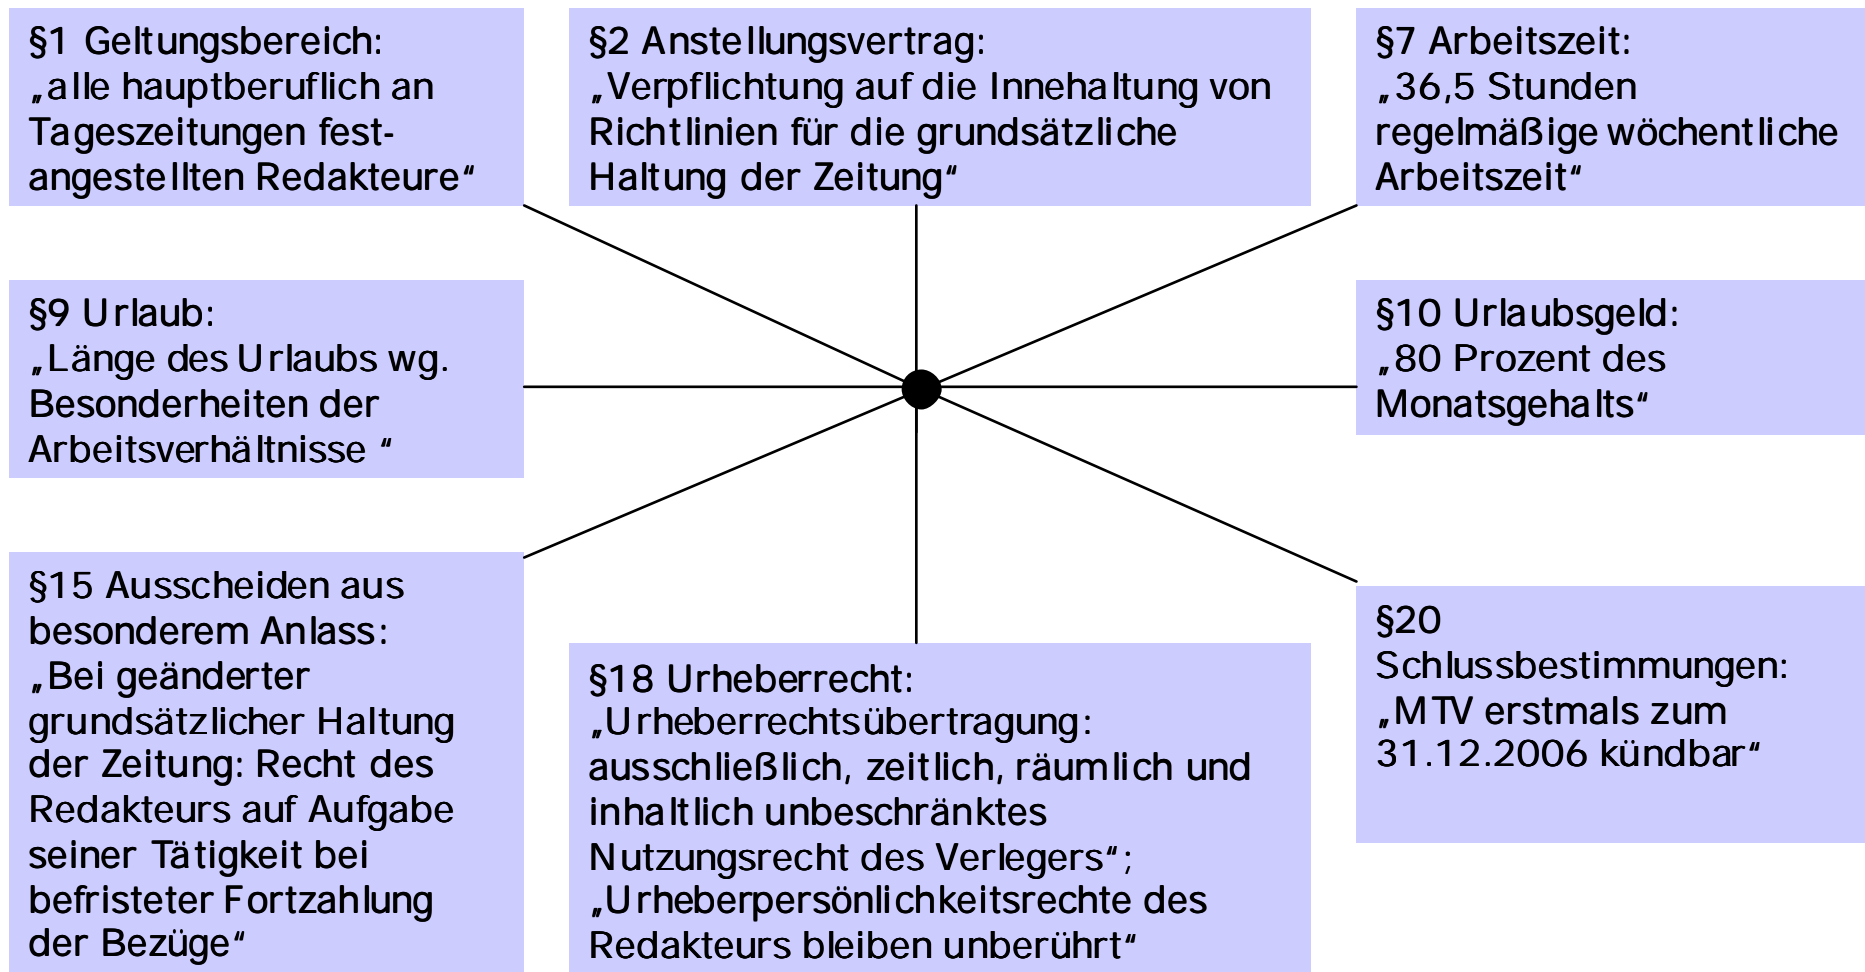 §1 Geltungsbereich:
„alle hauptberuflich an
Tageszeitungen fest-
angestellten Redakteure“
§2 Anstellungsvertrag:
„Verpflichtung auf die Innehaltung von
Richtlinien für die grundsätzliche
Haltung der Zeitung“
§7 Arbeitszeit:
„36,5 Stunden
regelmäßige wöchentliche
Arbeitszeit“
§9 Urlaub:
„Länge des Urlaubs wg.
Besonderheiten der
Arbeitsverhältnisse “
§10 Urlaubsgeld:
„80 Prozent des
Monatsgehalts“
§15 Ausscheiden aus
besonderem Anlass:
„Bei geänderter
grundsätzlicher Haltung
der Zeitung: Recht des
Redakteurs auf Aufgabe
seiner Tätigkeit bei
befristeter Fortzahlung
der Bezüge“
§18 Urheberrecht:
„Urheberrechtsübertragung:
ausschließlich, zeitlich, räumlich und
inhaltlich unbeschränktes
Nutzungsrecht des Verlegers“;
„Urheberpersönlichkeitsrechte des
Redakteurs bleiben unberührt“
§20
Schlussbestimmungen:
„MTV erstmals zum
31.12.2006 kündbar“